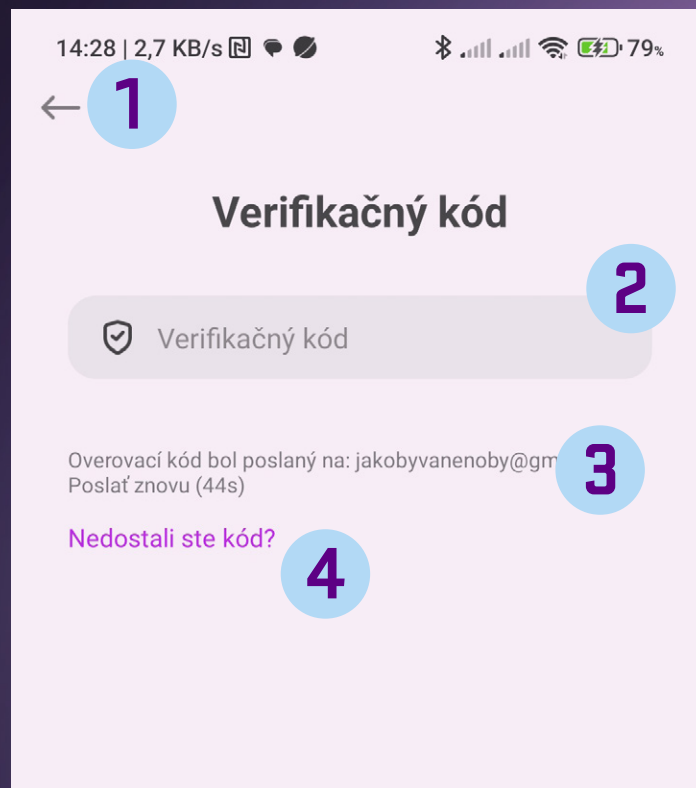 14:28 | 2,7 KB/s 79%
1
Verifikačný kód
2
Verifikačný kód
Overovací kód bol poslaný na: jakobyvanenoby@gm
3
Poslať znovu (44s)
Nedostali ste kód?
4